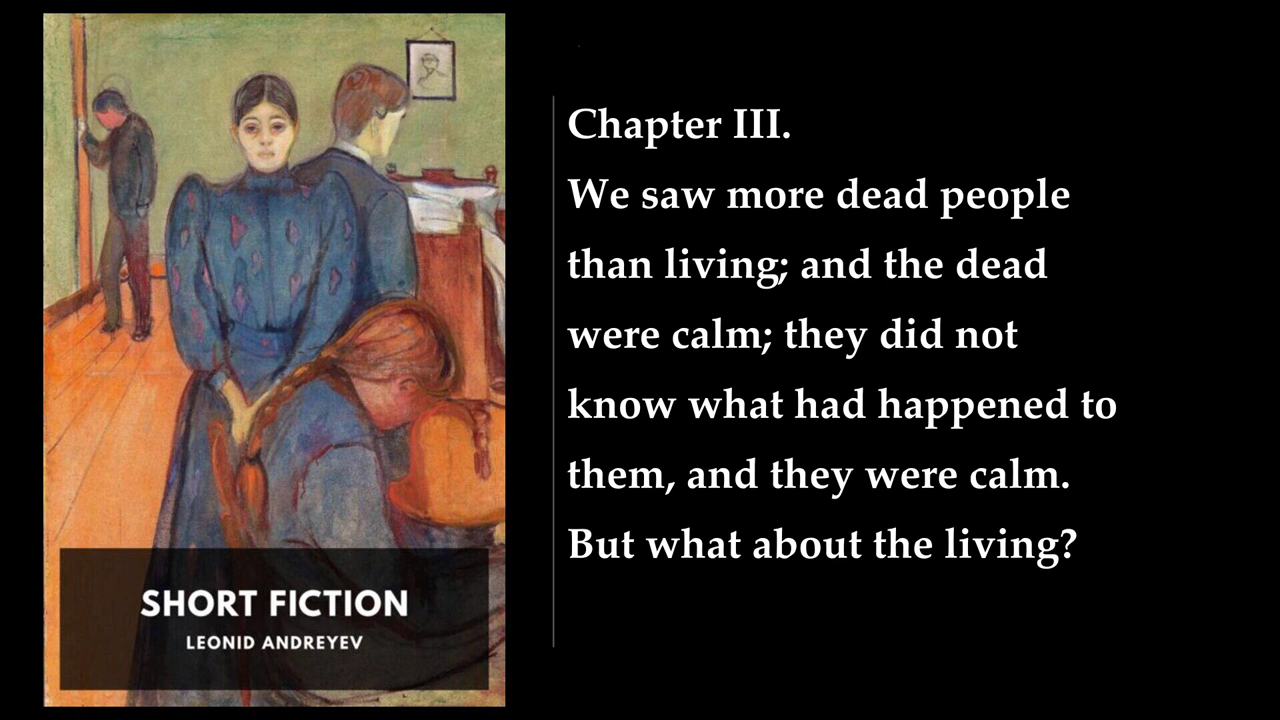 SHORT FICTION
LEONID ANDREYEV
Chapter III.
We saw more dead people
than living; and the dead
were calm; they did not
know what had happened to
them, and they were calm.
But what about the living?